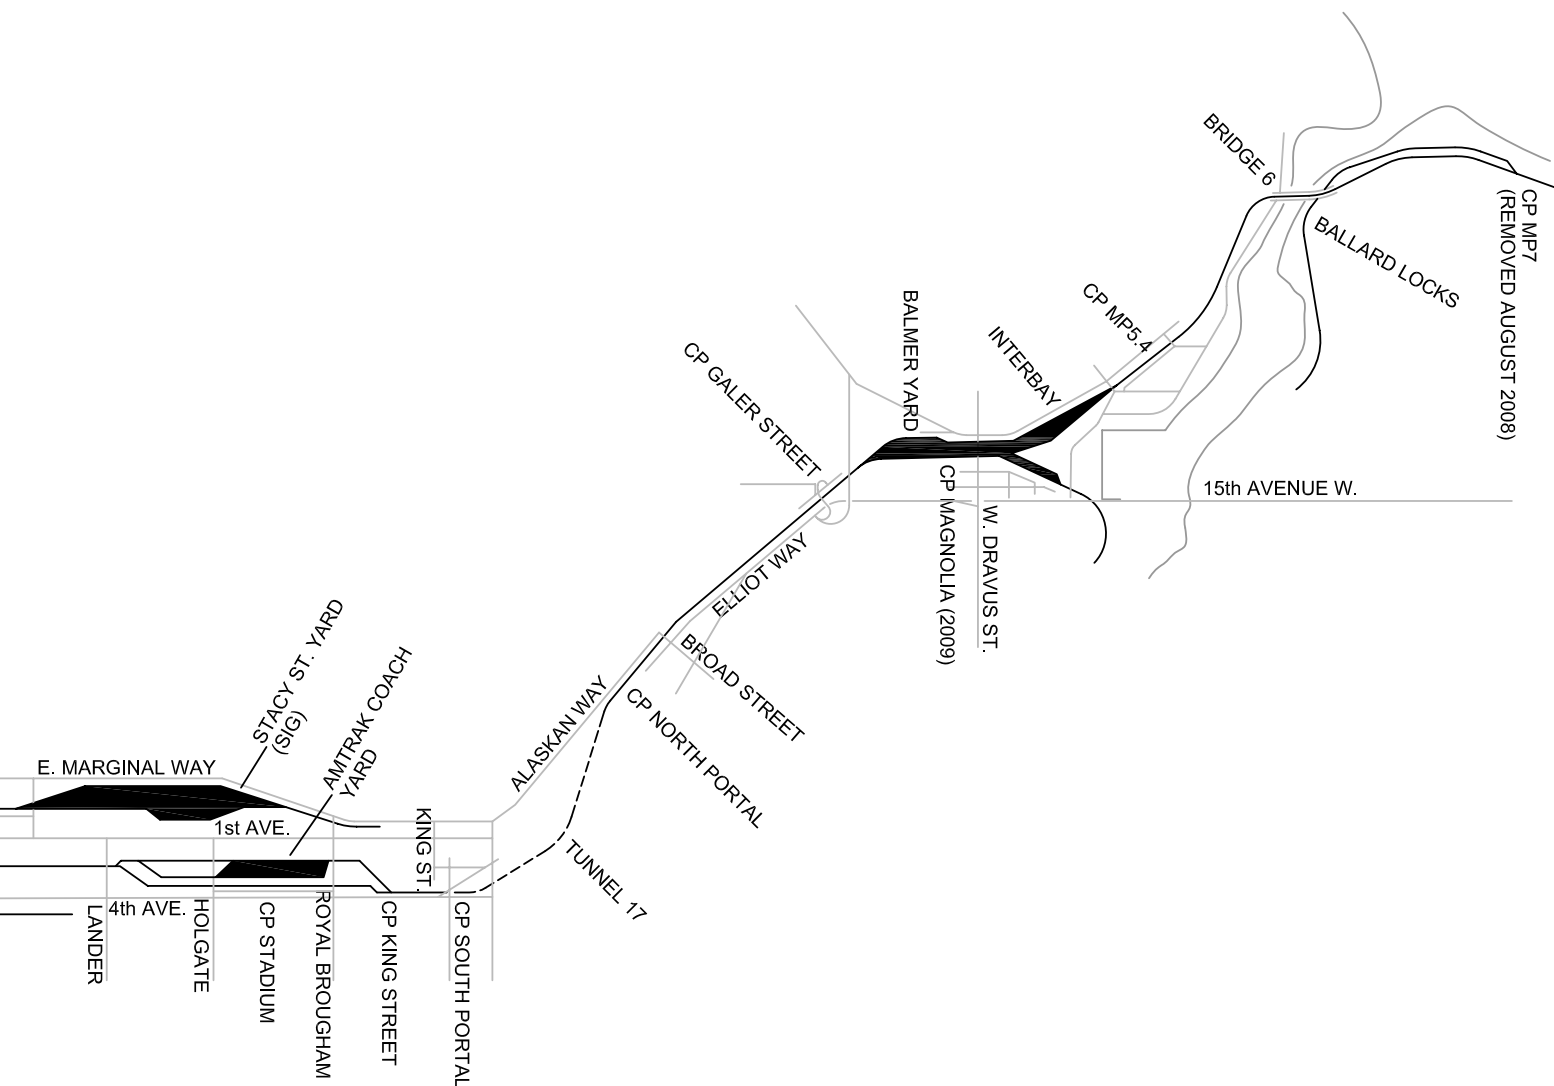 BRIDGE 6
CP MP7
(REMOVED AUGUST 2008)
BALLARD LOCKS
CP MP5.4
INTERBAY
BALMER YARD
CP GALER STREET
15th AVENUE W.
CP MAGNOLIA (2009)
W. DRAVUS ST.
ELLIOT WAY
BROAD STREET
CP NORTH PORTAL
ALASKAN WAY
STACY ST. YARD
(SIG)
AMTRAK COACH
YARD
E. MARGINAL WAY
1st AVE.
KING ST.
TUNNEL 17
4th AVE.
LANDER
HOLGATE
CP STADIUM
ROYAL BROUGHAM
CP KING STREET
CP SOUTH PORTAL